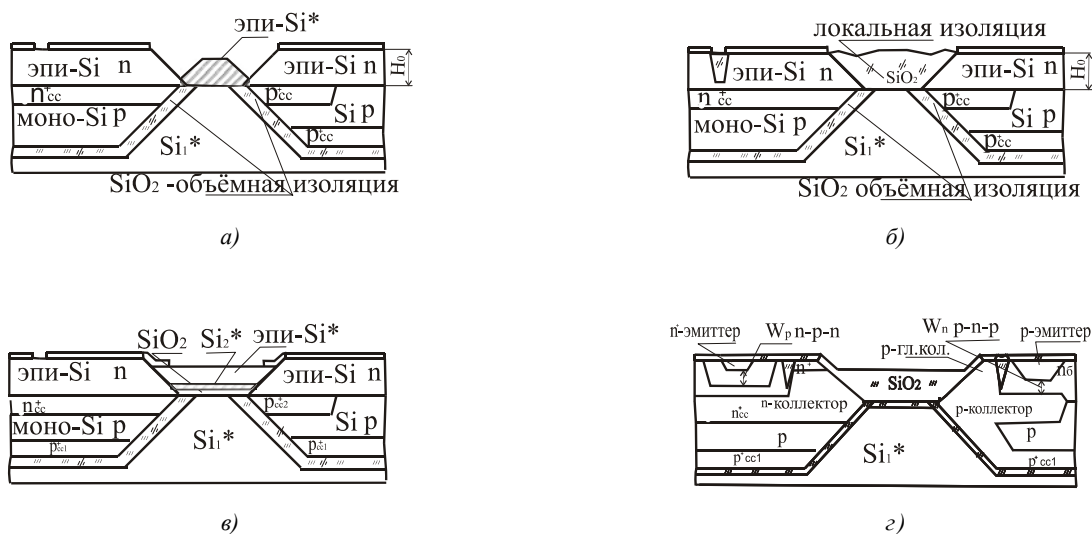 эпи-Si*
эпи-Si n
эпи-Si n
H₀
n⁺cc
p⁺cc
моно-Si p
Si p
p⁺cc
Si₁*
SiO₂ -объёмная изоляция
а)
локальная изоляция
эпи-Si n
SiO₂
эпи-Si n
H₀
n⁺cc
p⁺cc
моно-Si p
Si p
p⁺cc
Si₁*
SiO₂ объёмная изоляция
б)
SiO₂
Si₂*
эпи-Si*
эпи-Si n
эпи-Si n
n⁺cc
p⁺cc2
моно-Si p
Si p
p⁺cc1
p⁺cc1
Si₁*
в)
n-эмиттер
Wp n-p-n
Wn p-n-p
p-эмиттер
p-гл.кол.
n⁺
nб
SiO₂
n-коллектор
p-коллектор
n⁺cc
p
p
p⁺cc1
p⁺cc1
Si₁*
г)